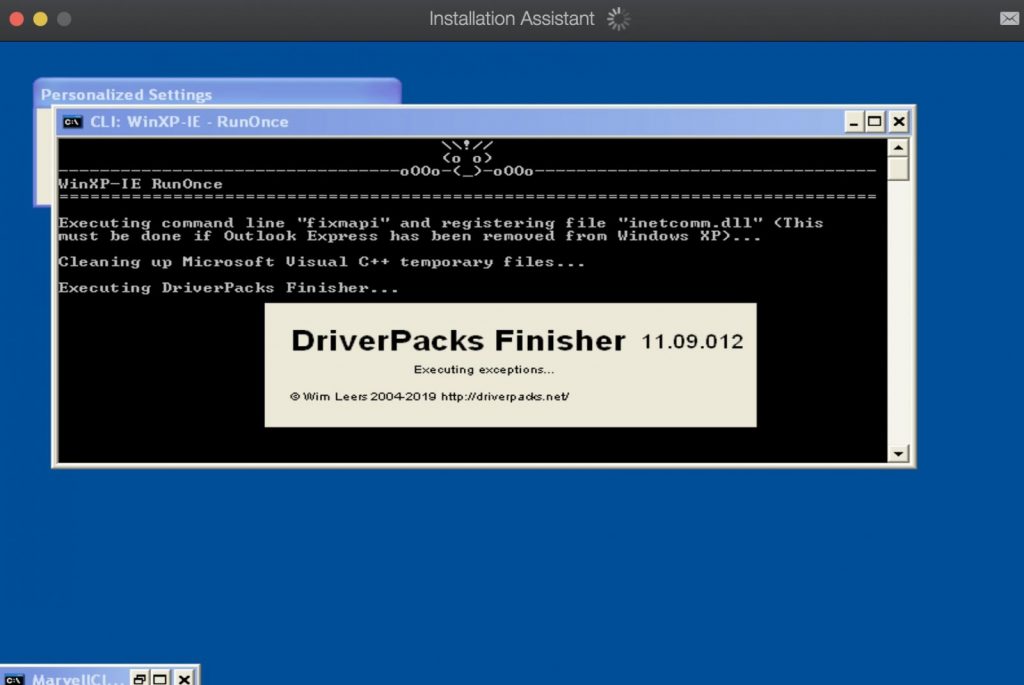 Installation Assistant
Personalized Settings
CLI: WinXP-IE - RunOnce
\\!//
(o o)
---------------------------------oOOo-(_)-oOOo---------------------------------
WinXP-IE RunOnce
===============================================================================
Executing command line "fixmapi" and registering file "inetcomm.dll" (This
must be done if Outlook Express has been removed from Windows XP)...
Cleaning up Microsoft Visual C++ temporary files...
Executing DriverPacks Finisher...
DriverPacks Finisher 11.09.012
Executing exceptions...
© Wim Leers 2004-2019 http://driverpacks.net/
MarvellCl...